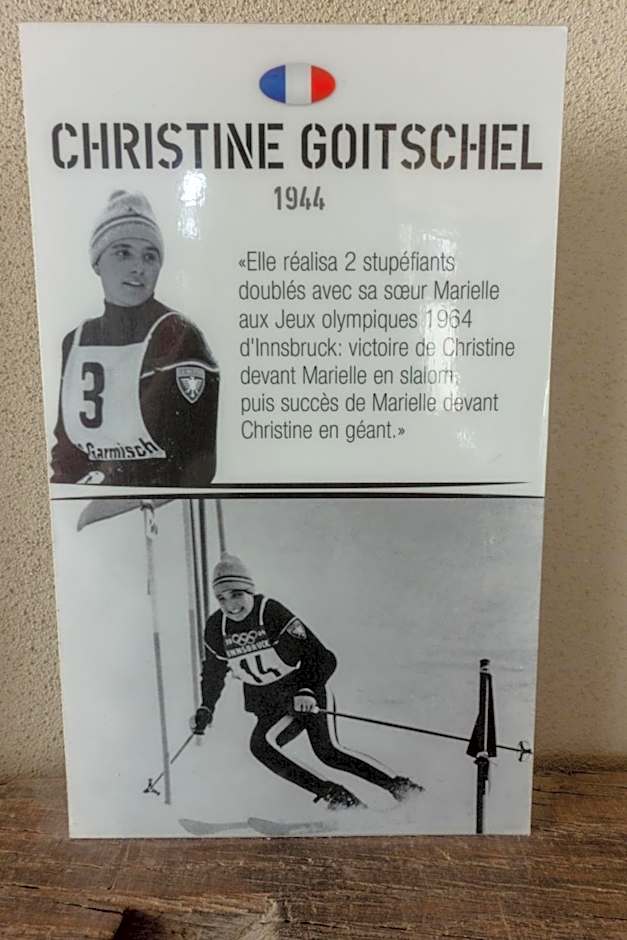 CHRISTINE GOITSCHEL
1944
«Elle réalisa 2 stupéfiants
doublés avec sa sœur Marielle
aux Jeux olympiques 1964
d'Innsbruck: victoire de Christine
devant Marielle en slalom,
puis succès de Marielle devant
Christine en géant.»
3
Garmisch
INNSBRUCK
14